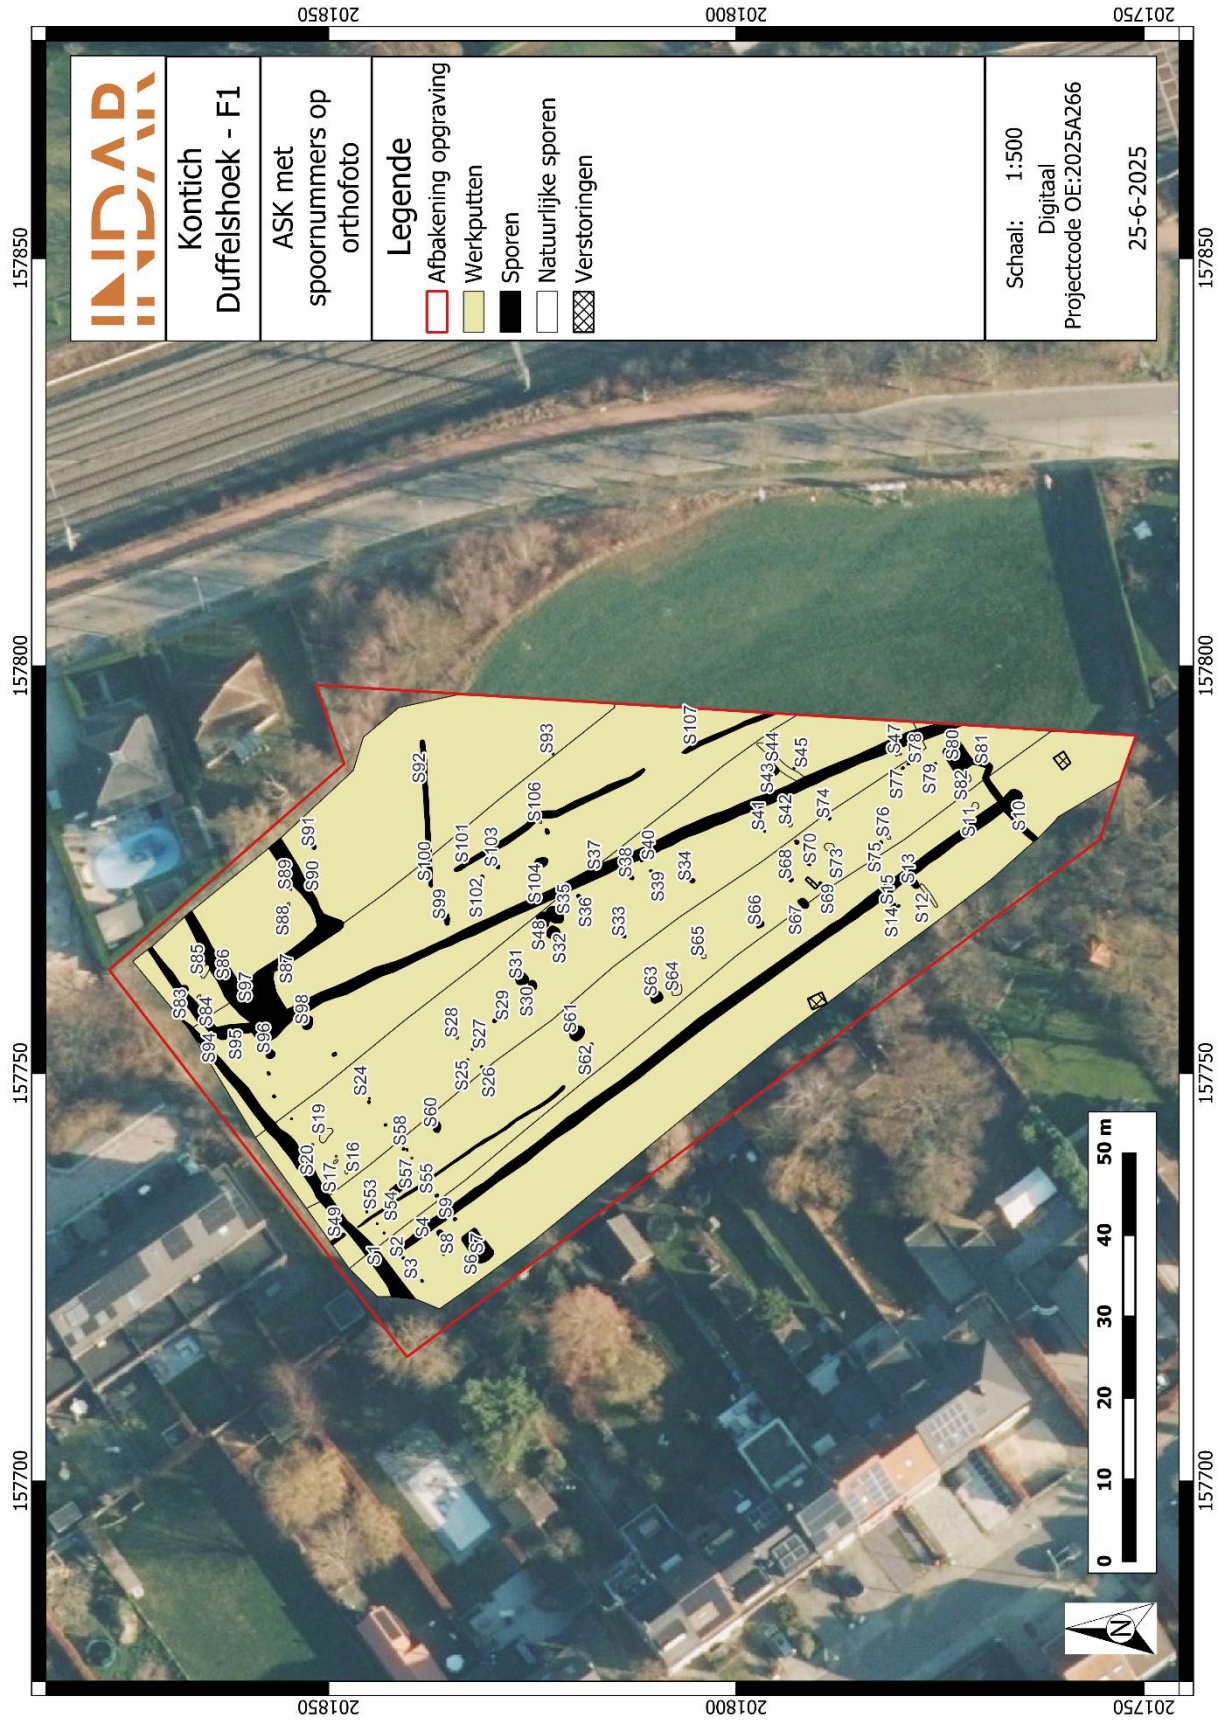 INDAR
Kontich
Duffelshoek - F1
ASK met
spoornummers op
orthofoto
Legende
Afbakening opgraving
Werkputten
Sporen
Natuurlijke sporen
Verstoringen
Schaal: 1:500
Digitaal
Projectcode OE:2025A266
25-6-2025
157700
157750
157800
157850
157700
157750
157800
157850
201850
201800
201750
201850
201800
201750
0 10 20 30 40 50 m
N
S83
S94
S84
S85
S95
S86
S96
S97
S87
S98
S88
S89
S90
S91
S20
S19
S17
S16
S49
S24
S53
S1
S54
S57
S58
S2
S3
S4
S55
S60
S8
S9
S6
S7
S28
S25
S27
S26
S29
S30
S31
S92
S100
S99
S101
S102
S103
S106
S93
S104
S48
S35
S32
S36
S37
S61
S62
S33
S38
S40
S39
S34
S63
S64
S65
S107
S66
S41
S43
S44
S42
S45
S68
S67
S70
S69
S73
S74
S75
S76
S77
S47
S78
S15
S14
S13
S12
S79
S80
S82
S81
S11
S10